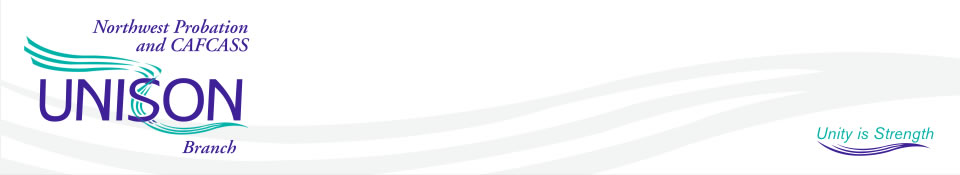 Northwest Probation
and CAFCASS
UNISON
Branch
Unity is Strength